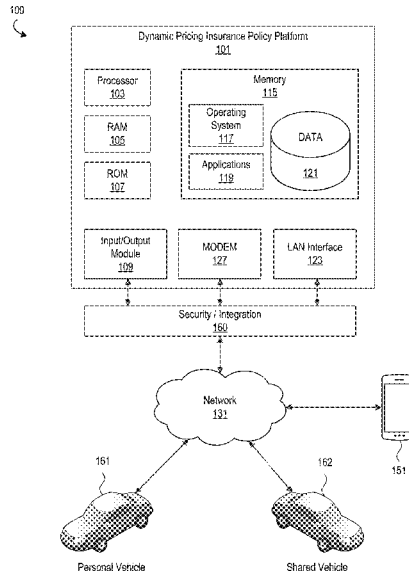 100
Dynamic Pricing Insurance Policy Platform
101
Processor
103
Memory
115
Operating
System
117
DATA
121
RAM
105
Applications
119
ROM
107
Input/Output
Module
109
MODEM
127
LAN Interface
123
Security / Integration
160
Network
131
151
161
162
Personal Vehicle
Shared Vehicle